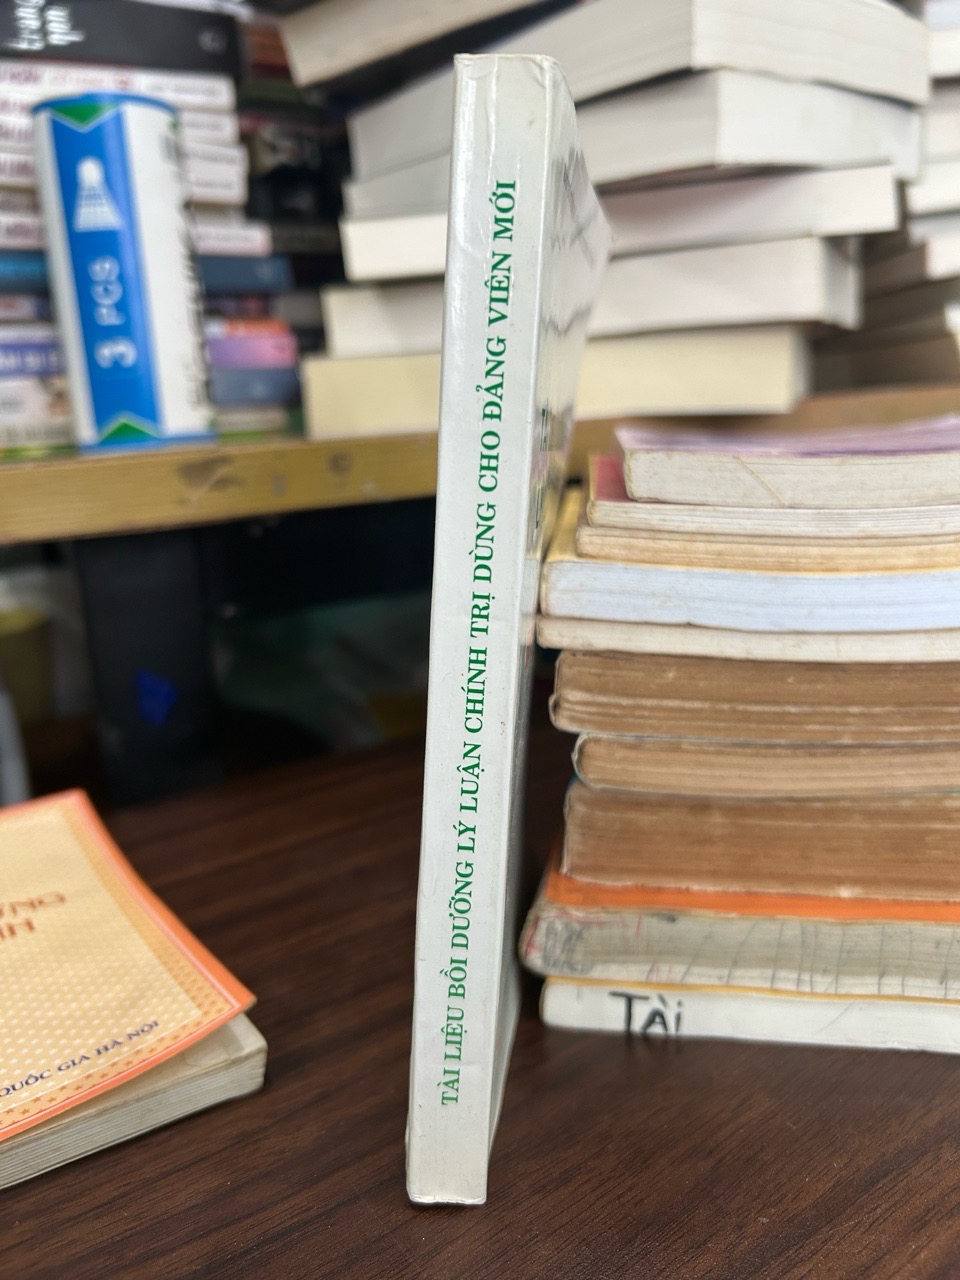 TÀI LIỆU BỒI DƯỠNG LÝ LUẬN CHÍNH TRỊ DÙNG CHO ĐẢNG VIÊN MỚI
3 PCS
QUỐC GIA HÀ NỘI
TÀI